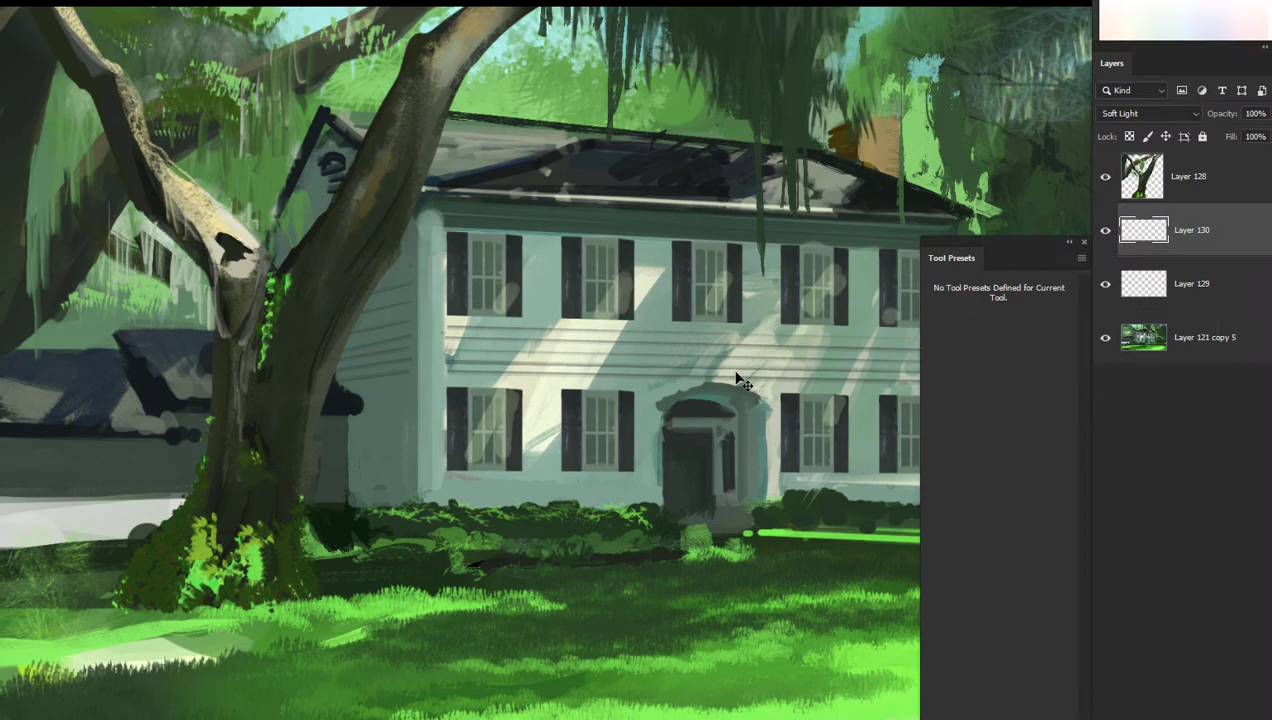 Layers
Kind
Soft Light
Opacity: 100%
Lock:
Fill: 100%
Layer 128
Layer 130
Layer 129
Layer 121 copy 5
Tool Presets
No Tool Presets Defined for Current
Tool.